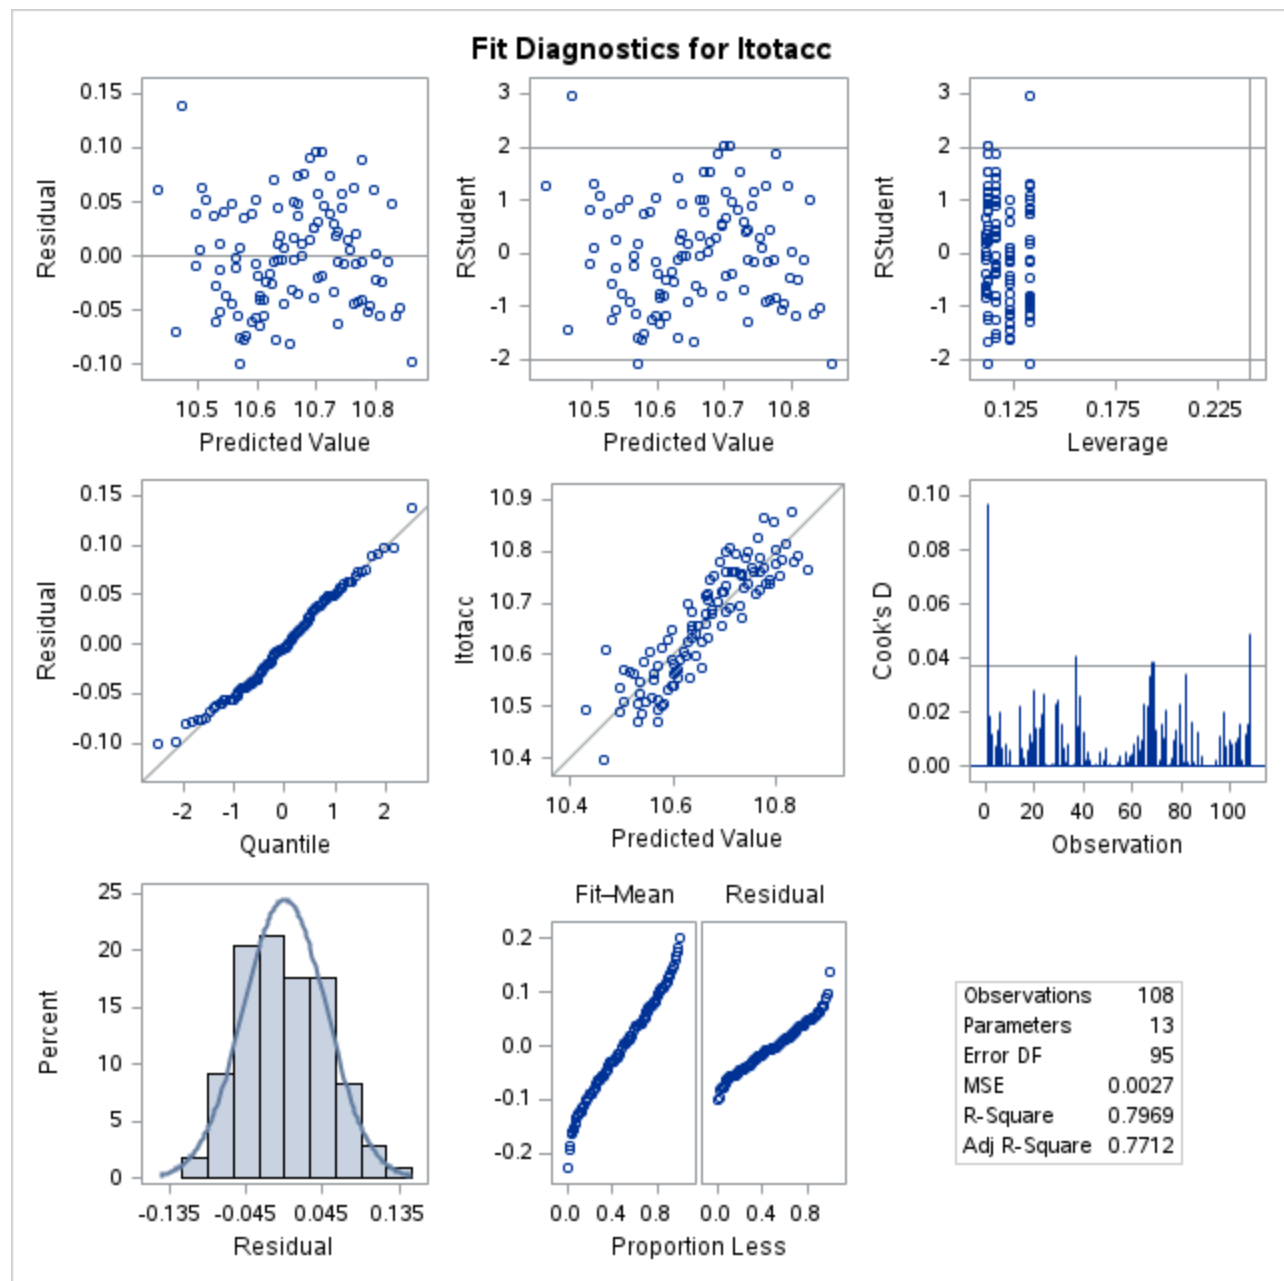 Fit Diagnostics for ltotacc
Residual
0.15
0.10
0.05
0.00
-0.05
-0.10
10.5 10.6 10.7 10.8
Predicted Value
RStudent
3
2
1
0
-1
-2
10.5 10.6 10.7 10.8
Predicted Value
RStudent
3
2
1
0
-1
-2
0.125 0.175 0.225
Leverage
Residual
0.15
0.10
0.05
0.00
-0.05
-0.10
-2 -1 0 1 2
Quantile
ltotacc
10.9
10.8
10.7
10.6
10.5
10.4
10.4 10.6 10.8
Predicted Value
Cook's D
0.10
0.08
0.06
0.04
0.02
0.00
0 20 40 60 80 100
Observation
Percent
25
20
15
10
5
0
-0.135 -0.045 0.045 0.135
Residual
Fit–Mean Residual
0.2
0.1
0.0
-0.1
-0.2
0.0 0.4 0.8 0.0 0.4 0.8
Proportion Less
Observations 108
Parameters 13
Error DF 95
MSE 0.0027
R-Square 0.7969
Adj R-Square 0.7712